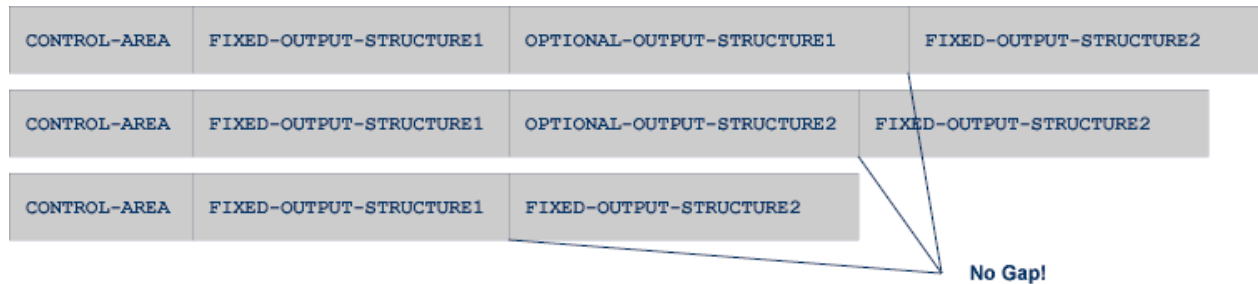 CONTROL-AREA FIXED-OUTPUT-STRUCTURE1 OPTIONAL-OUTPUT-STRUCTURE1 FIXED-OUTPUT-STRUCTURE2
CONTROL-AREA FIXED-OUTPUT-STRUCTURE1 OPTIONAL-OUTPUT-STRUCTURE2 FIXED-OUTPUT-STRUCTURE2
CONTROL-AREA FIXED-OUTPUT-STRUCTURE1 FIXED-OUTPUT-STRUCTURE2
No Gap!